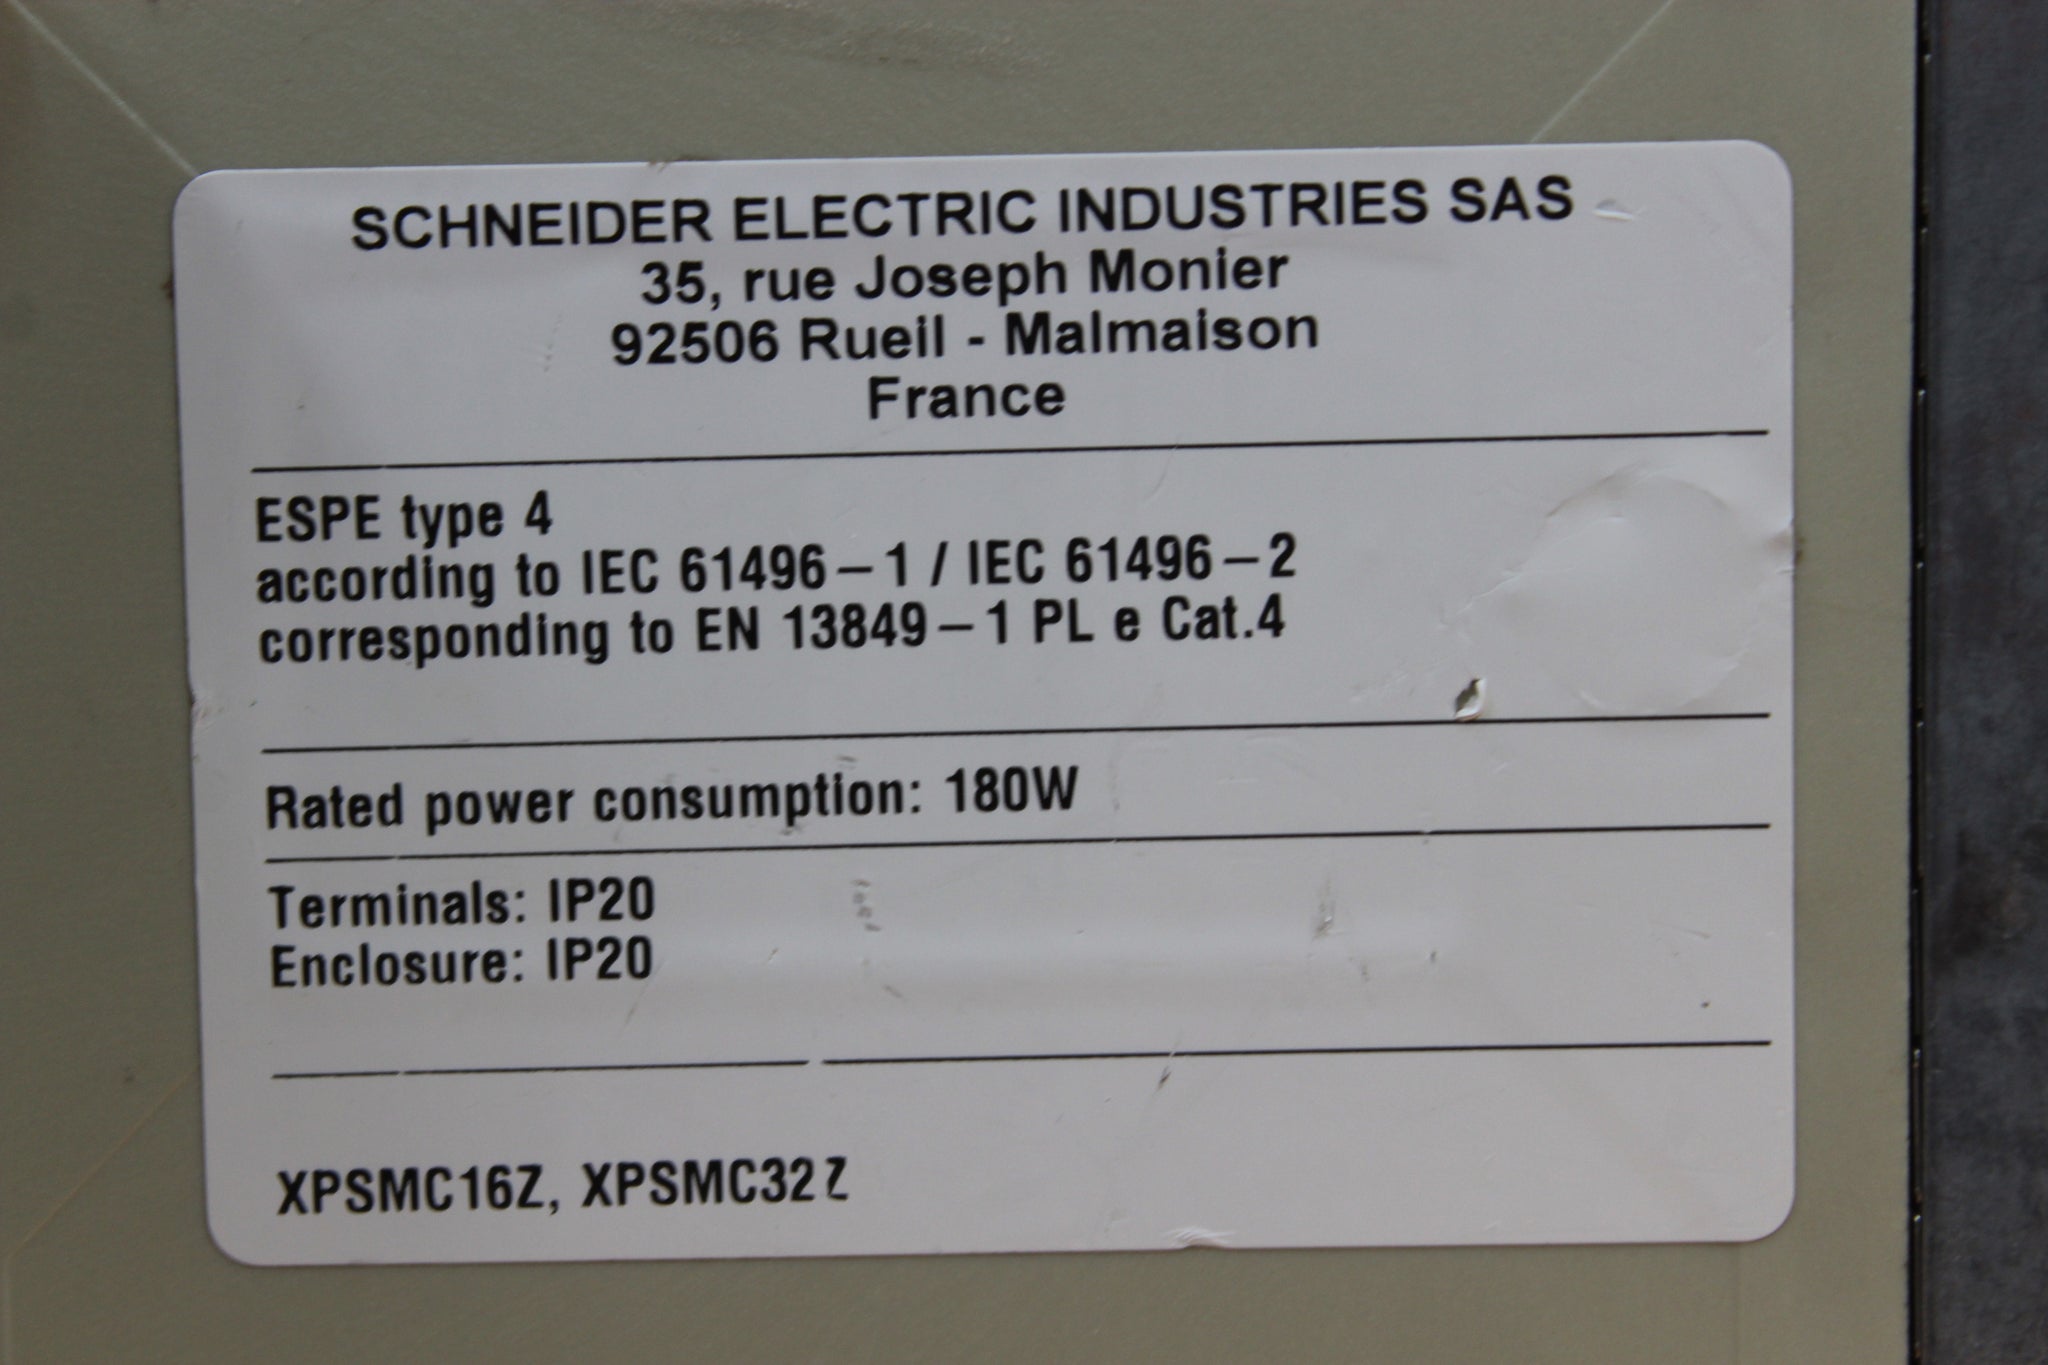 SCHNEIDER ELECTRIC INDUSTRIES SAS
35, rue Joseph Monier
92506 Rueil - Malmaison
France
ESPE type 4
according to IEC 61496-1 / IEC 61496-2
corresponding to EN 13849-1 PL e Cat.4
Rated power consumption: 180W
Terminals: IP20
Enclosure: IP20
XPSMC16Z, XPSMC32Z